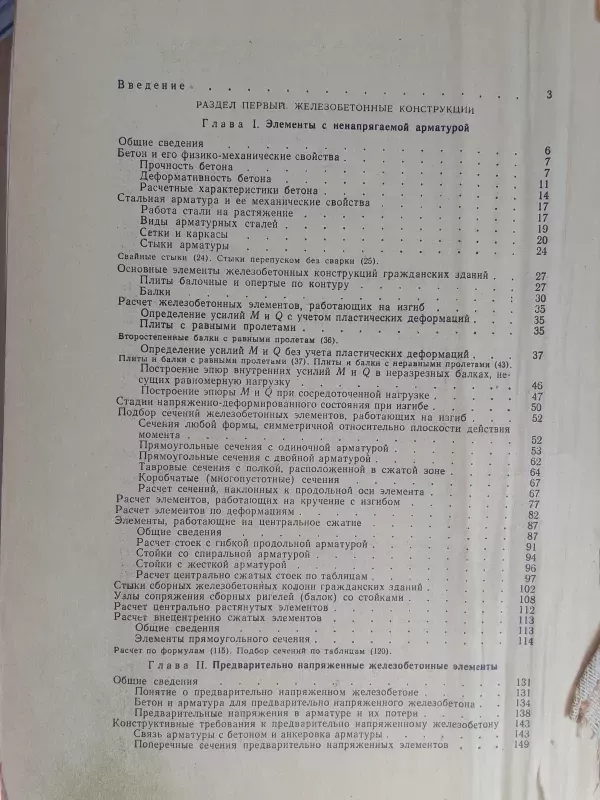 Введение . . . . . . . . . . . . . . . . 3
РАЗДЕЛ ПЕРВЫЙ. ЖЕЛЕЗОБЕТОННЫЕ КОНСТРУКЦИИ
Глава I. Элементы с ненапрягаемой арматурой
Общие сведения . . . . . . . . . . . . . . 6
Бетон и его физико-механические свойства . . . . . . . . 7
Прочность бетона . . . . . . . . . . . . 7
Деформативность бетона . . . . . . . . . . 11
Расчетные характеристики бетона . . . . . . . . 14
Стальная арматура и ее механические свойства . . . . . . 17
Работа стали на растяжение . . . . . . . . . 17
Виды арматурных сталей . . . . . . . . . . 19
Сетки и каркасы . . . . . . . . . . . . 20
Стыки арматуры . . . . . . . . . . . . 24
Свайные стыки (24). Стыки перепуском без сварки (25).
Основные элементы железобетонных конструкций гражданских зданий . 27
Плиты балочные и опертые по контуру . . . . . . . 27
Балки . . . . . . . . . . . . . . . 30
Расчет железобетонных элементов, работающих на изгиб . . . . 35
Определение усилий M и Q с учетом пластических деформаций . . 35
Плиты с равными пролетами . . . . . . . . . 35
Второстепенные балки с равными пролетам (36).
Определение усилий M и Q без учета пластических деформаций . . 37
Плиты и балки с равными пролетами (37). Плиты и балки с неравными пролетами (43).
Построение эпюр внутренних усилий M и Q в неразрезных балках, не-
сущих равномерную нагрузку . . . . . . . . . 46
Построение эпюры M и Q при сосредоточенной нагрузке . . . . 47
Стадии напряженно-деформированного состояния при изгибе . . . 50
Подбор сечений железобетонных элементов, работающих на изгиб . . 52
Сечения любой формы, симметричной относительно плоскости действия
момента . . . . . . . . . . . . . . 52
Прямоугольные сечения с одиночной арматурой . . . . . 53
Прямоугольные сечения с двойной арматурой . . . . . 62
Тавровые сечения с полкой, расположенной в сжатой зоне . . . 64
Коробчатые (многопустотные) сечения . . . . . . . 67
Расчет сечений, наклонных к продольной оси элемента . . . . 67
Расчет элементов, работающих на кручение с изгибом . . . . 77
Расчет элементов по деформациям . . . . . . . . . 82
Элементы, работающие на центральное сжатие . . . . . . 87
Общие сведения . . . . . . . . . . . . 87
Расчет стоек с гибкой продольной арматурой . . . . . . 91
Стойки со спиральной арматурой . . . . . . . . 94
Стойки с жесткой арматурой . . . . . . . . . 96
Расчет центрально сжатых стоек по таблицам . . . . . . 97
Стыки сборных железобетонных колонн гражданских зданий . . . 102
Узлы сопряжения сборных ригелей (балок) со стойками . . . . 108
Расчет центрально растянутых элементов . . . . . . . 112
Расчет внецентренно сжатых элементов . . . . . . . 113
Общие сведения . . . . . . . . . . . . 113
Элементы прямоугольного сечения . . . . . . . . 114
Расчет по формулам (115). Подбор сечений по таблицам (120).
Глава II. Предварительно напряженные железобетонные элементы
Общие сведения . . . . . . . . . . . . . 131
Понятие о предварительно напряженном железобетоне . . . . 131
Бетон и арматура для предварительно напряженного железобетона . 134
Предварительные напряжения в арматуре и их потери . . . . 138
Конструктивные требования к предварительно напряженному железобетону 143
Связь арматуры с бетоном и анкеровка арматуры . . . . . 143
Поперечные сечения предварительно напряженных элементов . . . 149